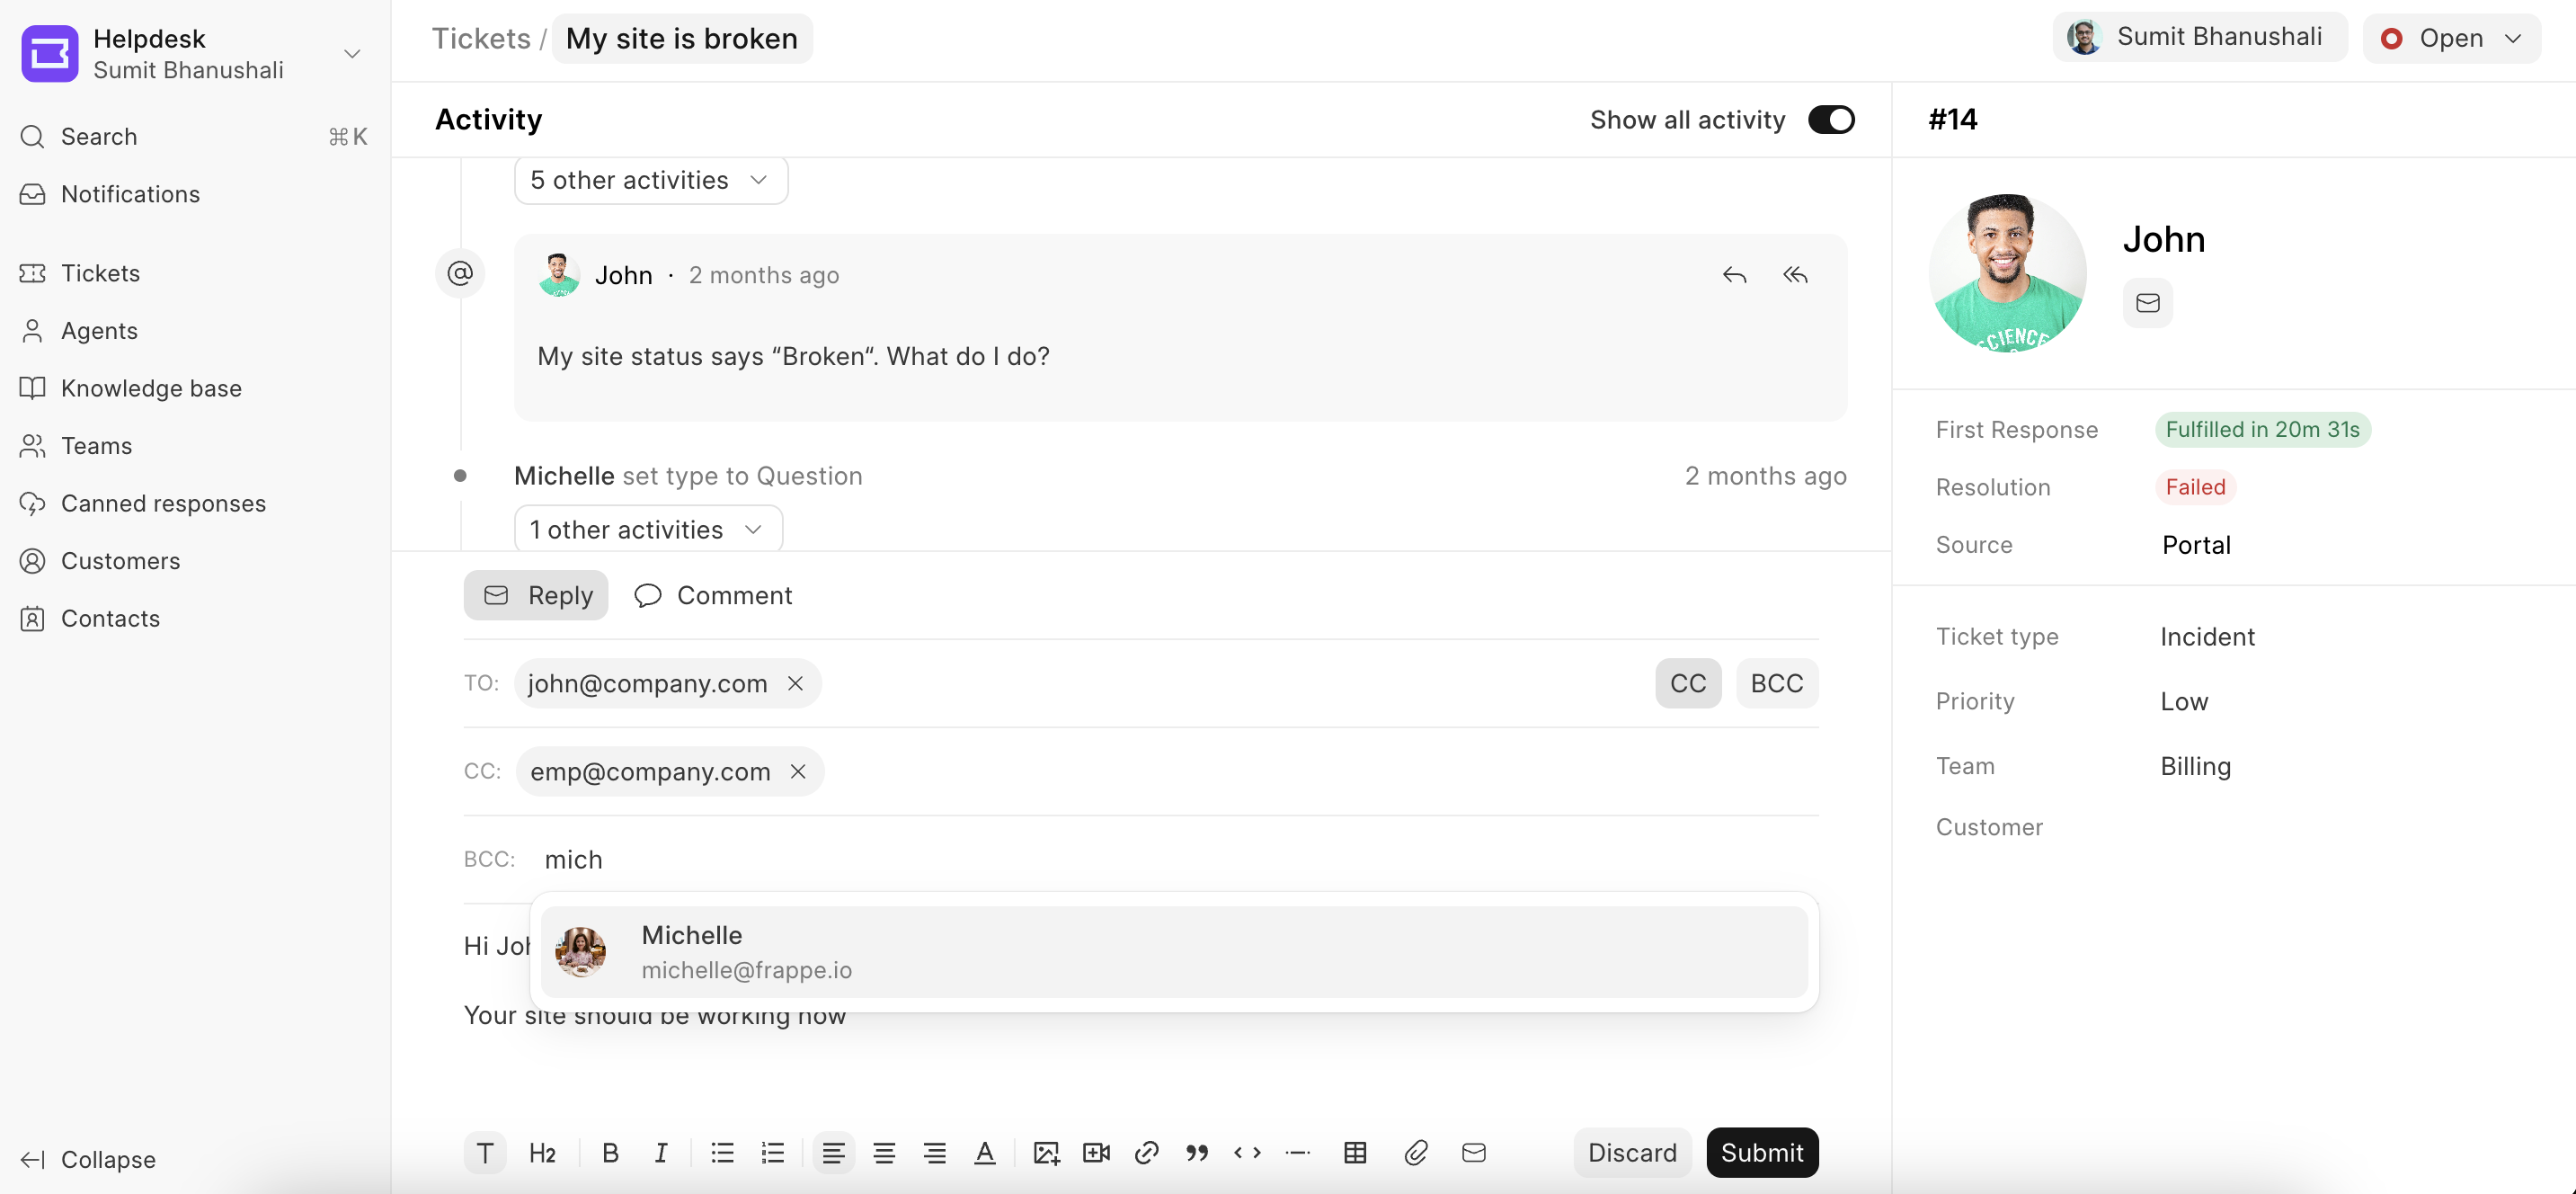 Helpdesk
Sumit Bhanushali
Search ⌘K
Notifications
Tickets
Agents
Knowledge base
Teams
Canned responses
Customers
Contacts
Collapse
Tickets / My site is broken
Sumit Bhanushali
Open
Activity
Show all activity
5 other activities
John · 2 months ago
My site status says “Broken“. What do I do?
Michelle set type to Question 2 months ago
1 other activities
Reply Comment
TO: john@company.com CC BCC
CC: emp@company.com
BCC: mich
Michelle
michelle@frappe.io
Hi Joh
Your site should be working now
T H2 B I A
Discard Submit
#14
John
SCIENCE
First Response Fulfilled in 20m 31s
Resolution Failed
Source Portal
Ticket type Incident
Priority Low
Team Billing
Customer